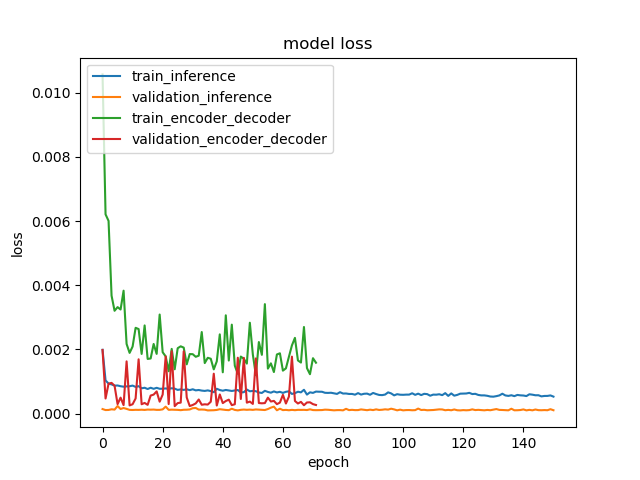 model loss
train_inference
validation_inference
train_encoder_decoder
validation_encoder_decoder
0.010
0.008
0.006
0.004
0.002
0.000
loss
0 20 40 60 80 100 120 140
epoch